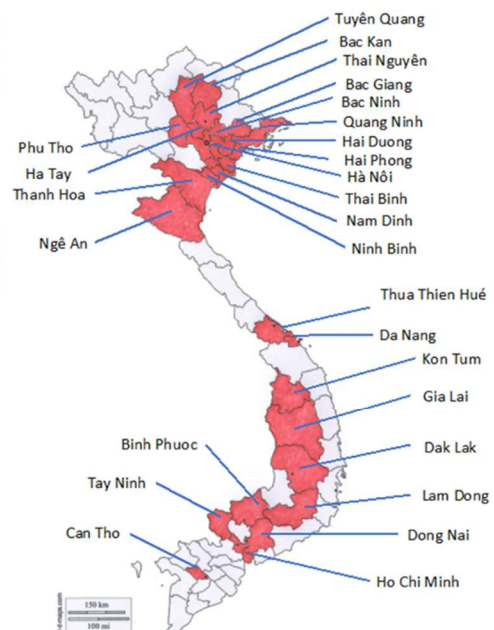 Tuyên Quang
Bac Kan
Thai Nguyên
Bac Giang
Bac Ninh
Quang Ninh
Hai Duong
Hai Phong
Hà Nôi
Thai Binh
Nam Dinh
Ninh Binh
Phu Tho
Ha Tay
Thanh Hoa
Ngê An
Thua Thien Hué
Da Nang
Kon Tum
Gia Lai
Dak Lak
Lam Dong
Dong Nai
Ho Chi Minh
Binh Phuoc
Tay Ninh
Can Tho
150 km
100 mi
d-maps.com